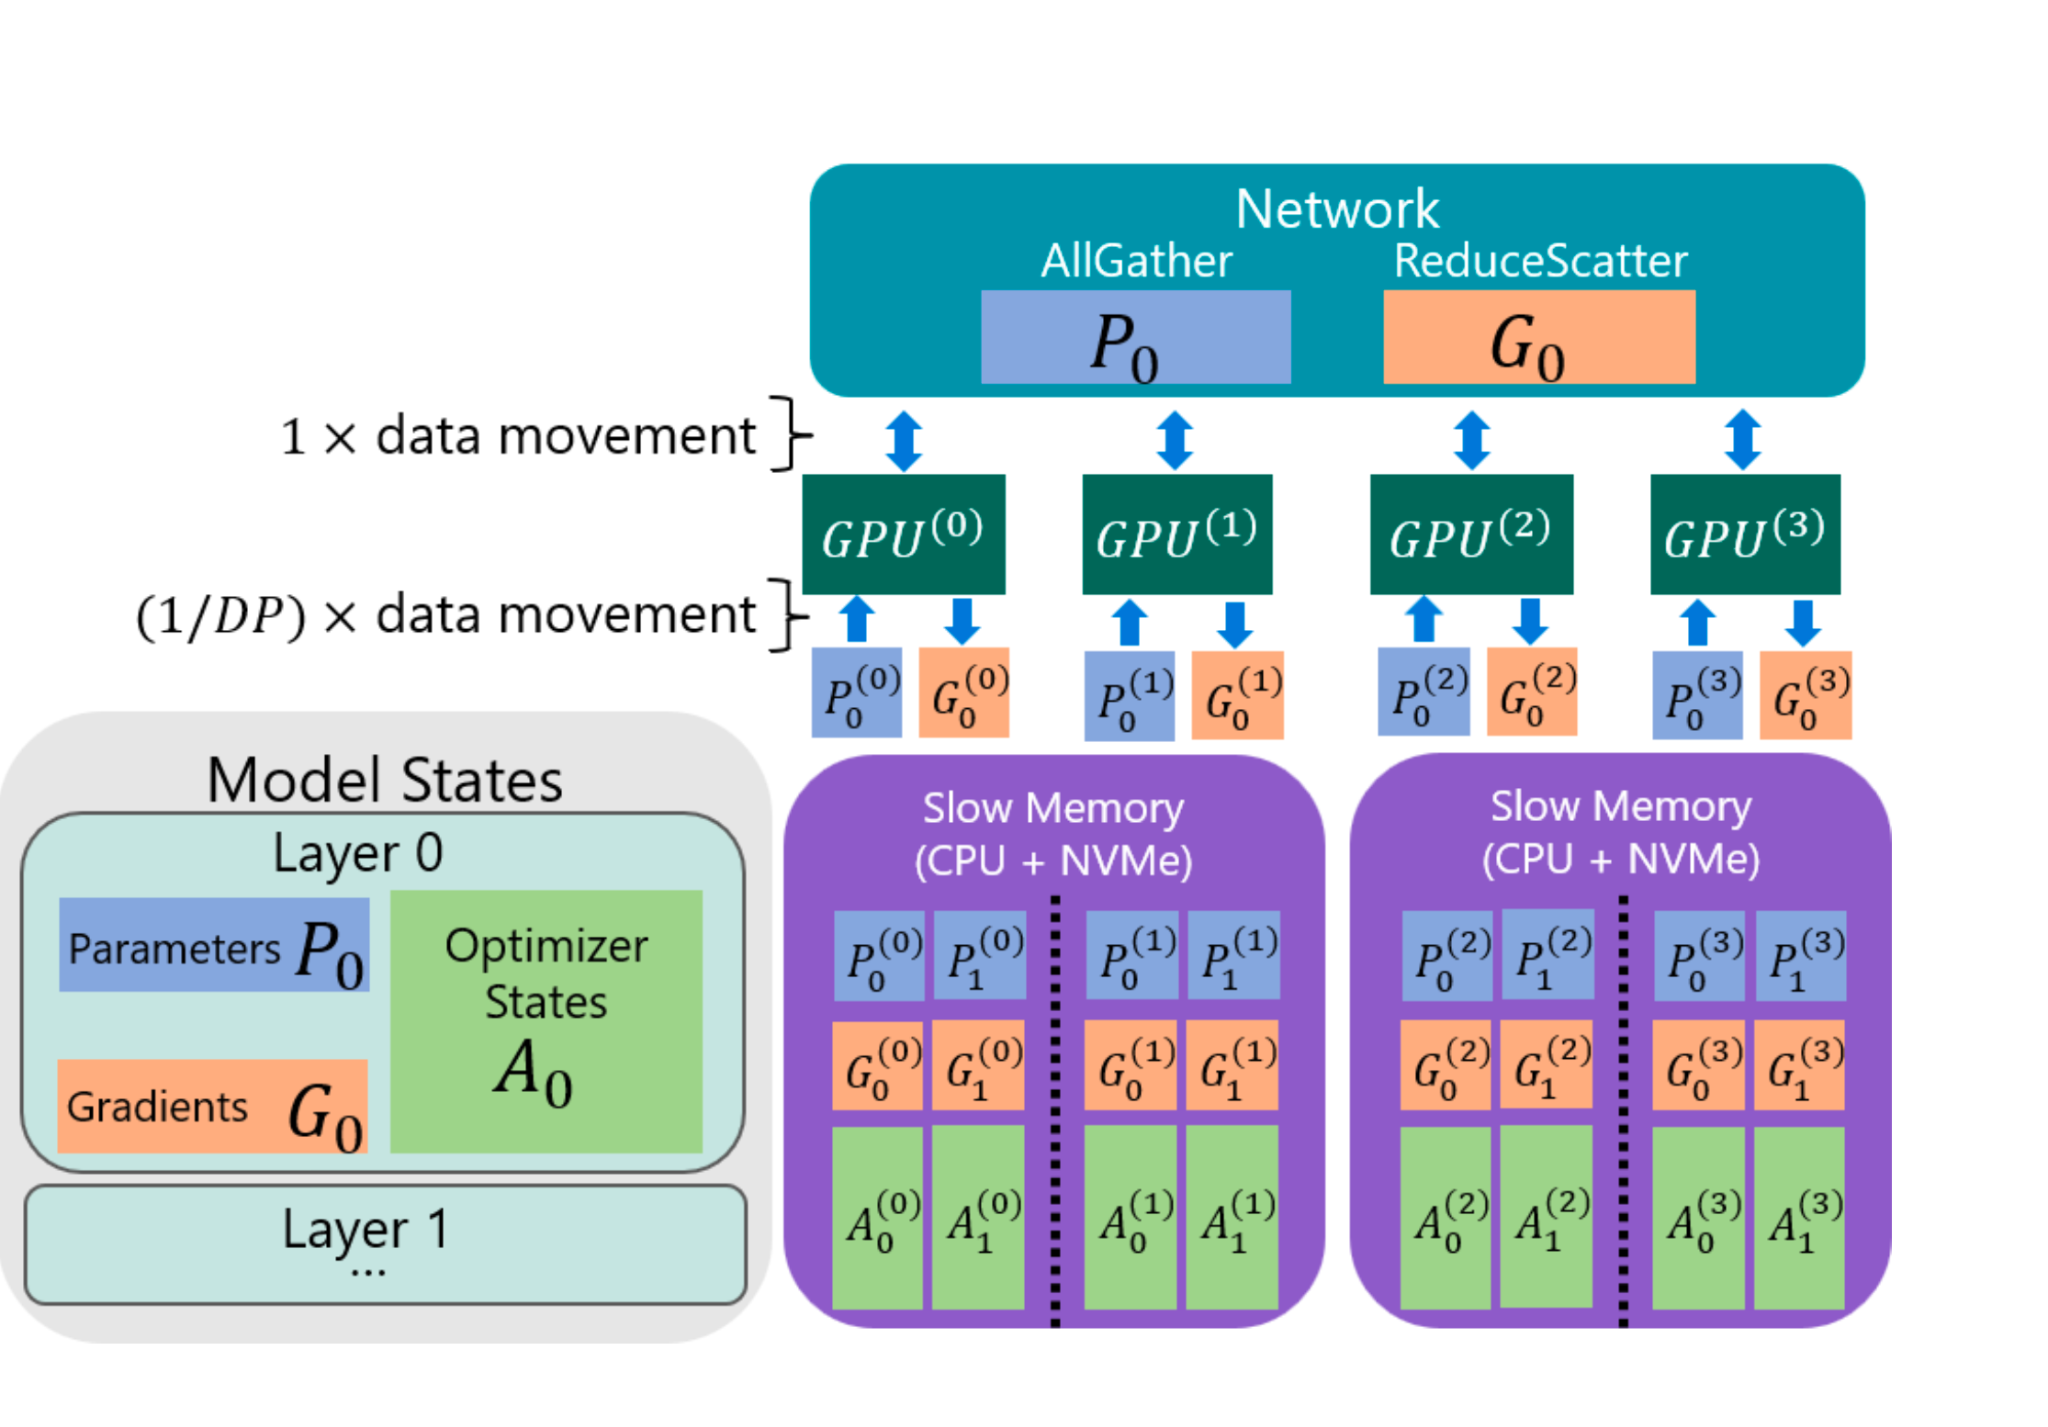 Network
AllGather ReduceScatter
P₀ G₀
1 × data movement
GPU⁽⁰⁾ GPU⁽¹⁾ GPU⁽²⁾ GPU⁽³⁾
(1/DP) × data movement
P₀⁽⁰⁾ G₀⁽⁰⁾ P₀⁽¹⁾ G₀⁽¹⁾ P₀⁽²⁾ G₀⁽²⁾ P₀⁽³⁾ G₀⁽³⁾
Model States
Layer 0
Parameters P₀
Optimizer
States
A₀
Gradients G₀
Layer 1
...
Slow Memory
(CPU + NVMe)
P₀⁽⁰⁾ P₁⁽⁰⁾ P₀⁽¹⁾ P₁⁽¹⁾
G₀⁽⁰⁾ G₁⁽⁰⁾ G₀⁽¹⁾ G₁⁽¹⁾
A₀⁽⁰⁾ A₁⁽⁰⁾ A₀⁽¹⁾ A₁⁽¹⁾
Slow Memory
(CPU + NVMe)
P₀⁽²⁾ P₁⁽²⁾ P₀⁽³⁾ P₁⁽³⁾
G₀⁽²⁾ G₁⁽²⁾ G₀⁽³⁾ G₁⁽³⁾
A₀⁽²⁾ A₁⁽²⁾ A₀⁽³⁾ A₁⁽³⁾